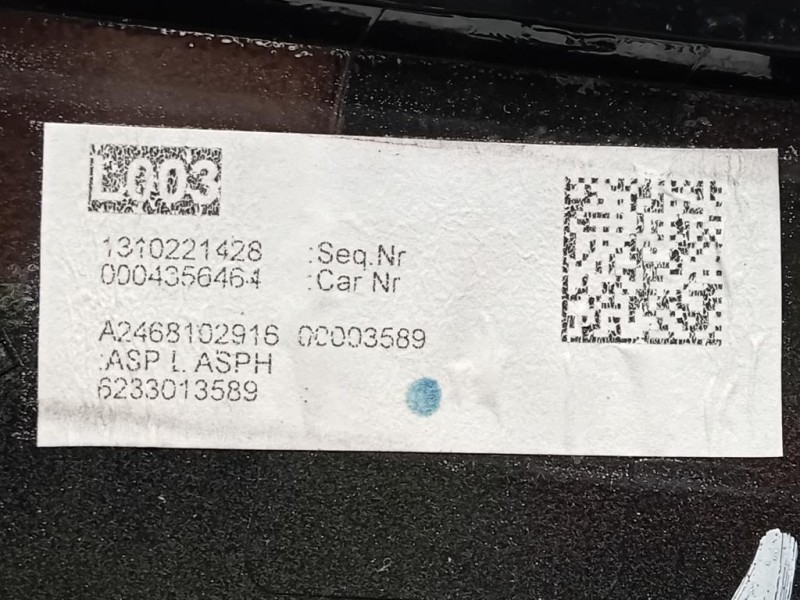 L003
1310221428 :Seq.Nr
0004356464 :Car Nr
A2468102916 00003589
:ASP L ASPH
6233013589